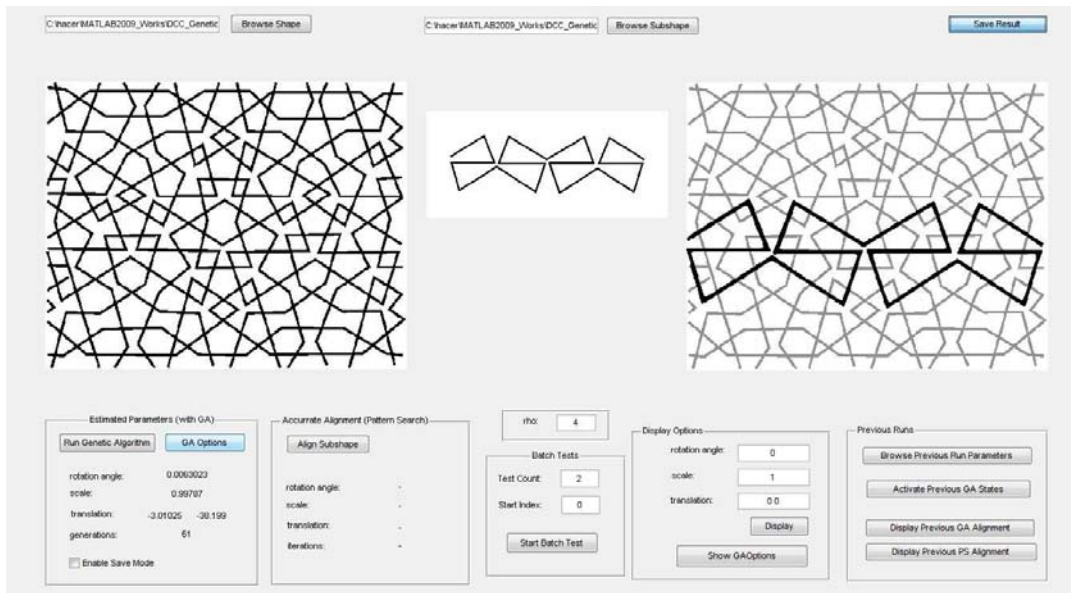 C:\hacer\MATLAB2009_Works\DCC_Genetic
Browse Shape
C:\hacer\MATLAB2009_Works\DCC_Genetic
Browse Subshape
Save Result
Estimated Parameters (with GA)
Run Genetic Algorithm
GA Options
rotation angle: 0.0063023
scale: 0.99787
translation: -3.01025 -38.199
generations: 61
Enable Save Mode
Accurrate Alignment (Pattern Search)
Align Subshape
rotation angle: -
scale: -
translation: -
iterations: -
rho: 4
Batch Tests
Test Count: 2
Start Index: 0
Start Batch Test
Display Options
rotation angle: 0
scale: 1
translation: 0 0
Display
Show GAOptions
Previous Runs
Browse Previous Run Parameters
Activate Previous GA States
Display Previous GA Alignment
Display Previous PS Alignment